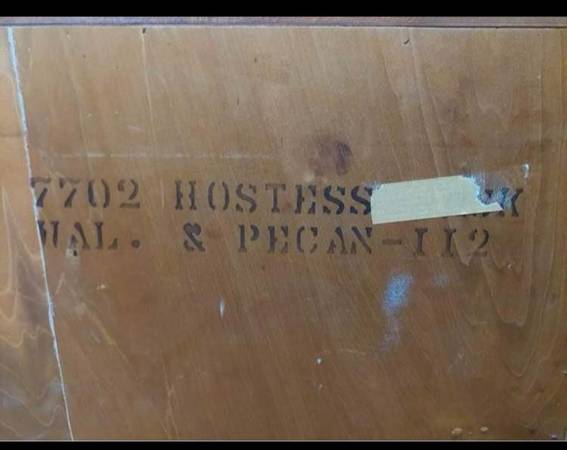 7702 HOSTESS
WAL. & PECAN-112